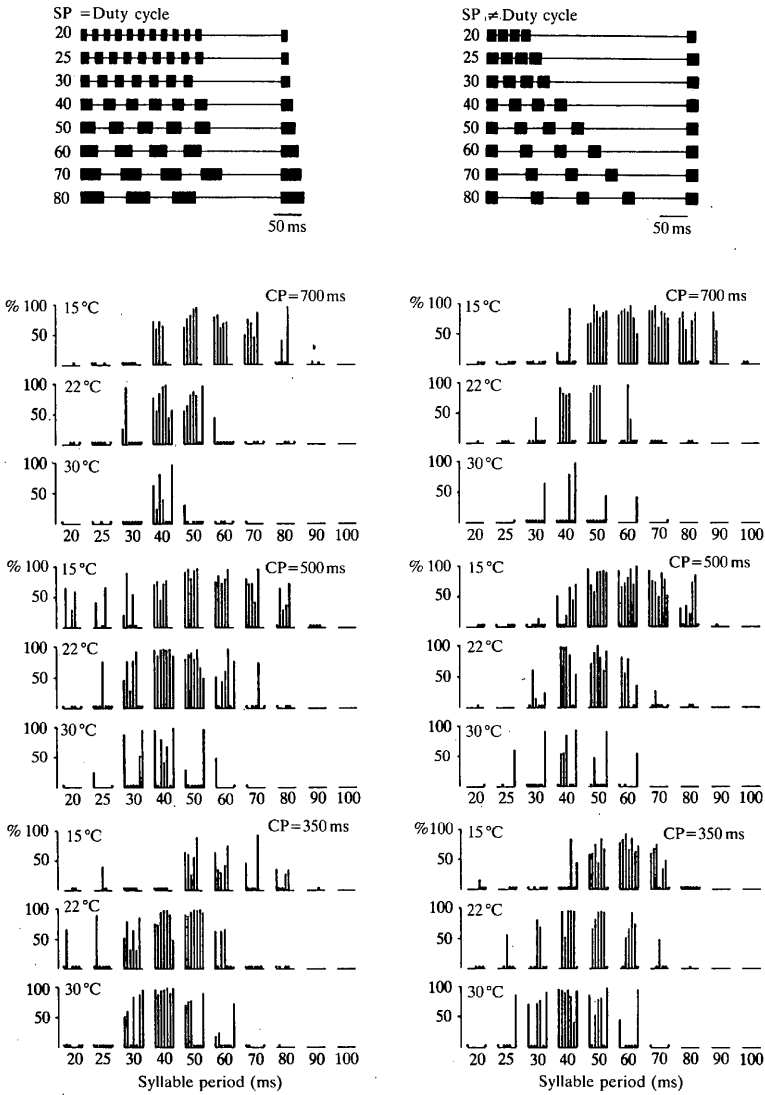 SP = Duty cycle
20
25
30
40
50
60
70
80
50 ms
SP ≠ Duty cycle
20
25
30
40
50
60
70
80
50 ms
% 100 15°C CP = 700 ms
50
100 22°C
50
100 30°C
50
20 25 30 40 50 60 70 80 90 100
% 100 15°C CP = 500 ms
50
100 22°C
50
100 30°C
50
20 25 30 40 50 60 70 80 90 100
% 100 15°C CP = 350 ms
50
100 22°C
50
100 30°C
50
20 25 30 40 50 60 70 80 90 100
Syllable period (ms)
% 100 15°C CP = 700 ms
50
100 22°C
50
100 30°C
50
20 25 30 40 50 60 70 80 90 100
% 100 15°C CP = 500 ms
50
100 22°C
50
100 30°C
50
20 25 30 40 50 60 70 80 90 100
%100 15°C CP = 350 ms
50
100 22°C
50
100 30°C
50
20 25 30 40 50 60 70 80 90 100
Syllable period (ms)